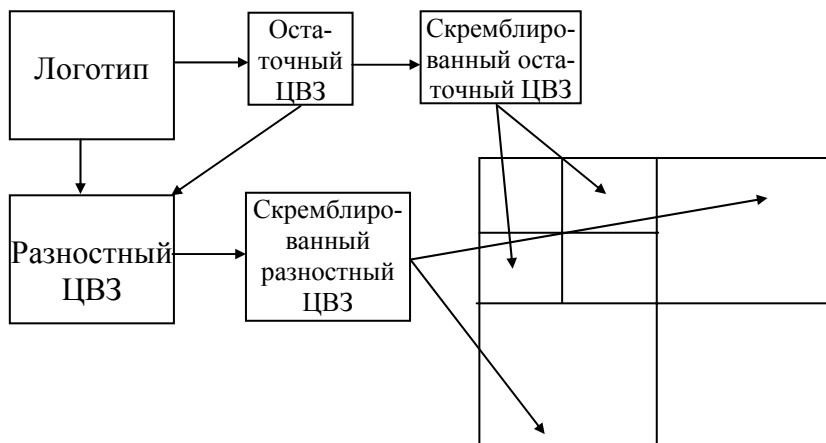 Логотип
Оста-
точный
ЦВЗ
Скремблиро-
ванный оста-
точный ЦВЗ
Разностный
ЦВЗ
Скремблиро-
ванный
разностный
ЦВЗ